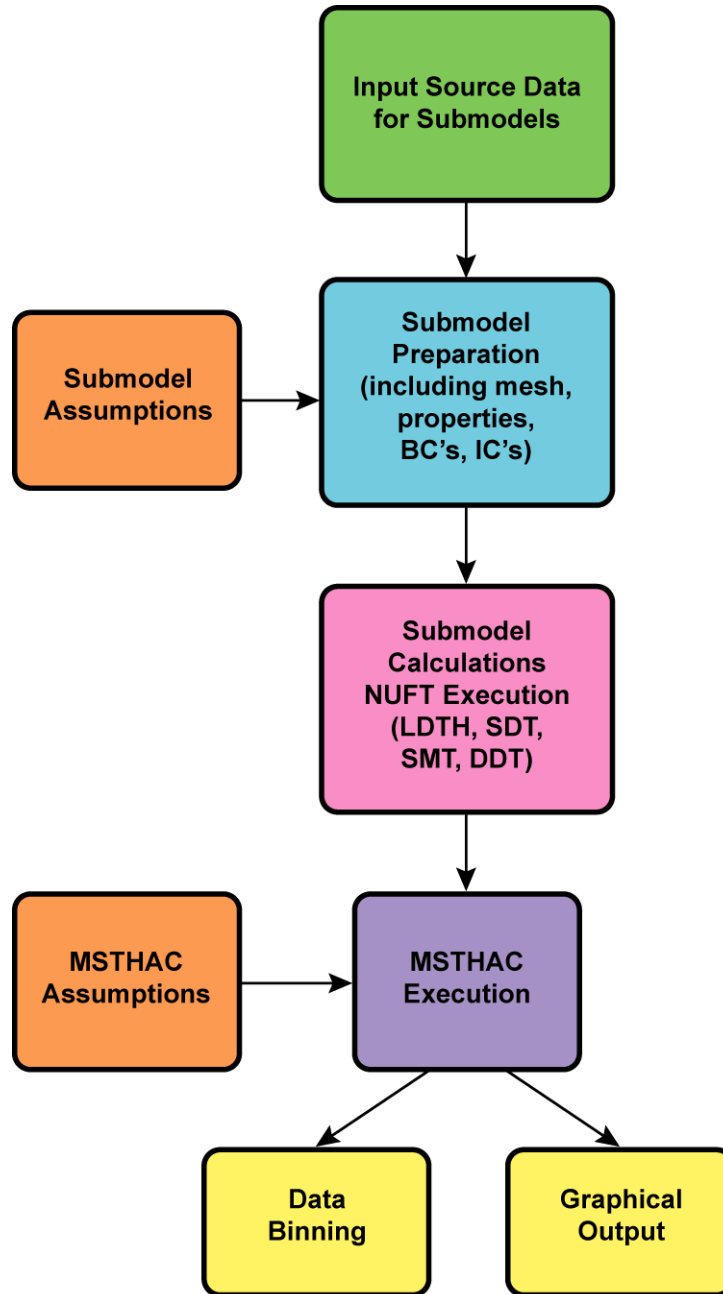 Input Source Data
for Submodels
Submodel
Assumptions
Submodel
Preparation
(including mesh,
properties,
BC’s, IC’s)
Submodel
Calculations
NUFT Execution
(LDTH, SDT,
SMT, DDT)
MSTHAC
Assumptions
MSTHAC
Execution
Data
Binning
Graphical
Output